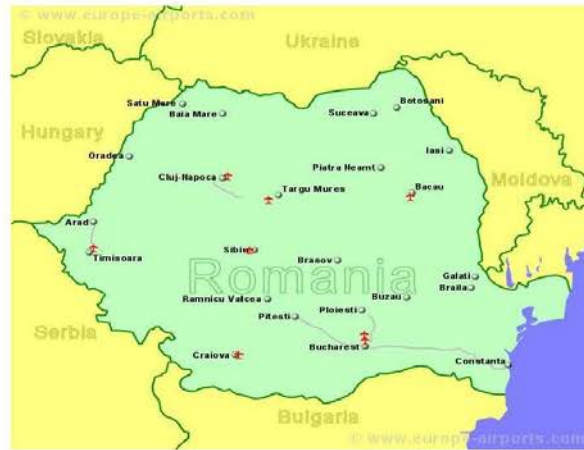 © www.europe-airports.com
Slovakia
Ukraine
Satu Mare
Baia Mare
Suceava
Botosani
Hungary
Iasi
Oradea
Piatra Neamt
Cluj-Napoca
Moldova
Targu Mures
Bacau
Arad
Timisoara
Sibiu
Brasov
Romania
Galati
Braila
Ramnicu Valcea
Buzau
Ploiesti
Pitesti
Serbia
Bucharest
Craiova
Constanta
Bulgaria
© www.europe-airports.com